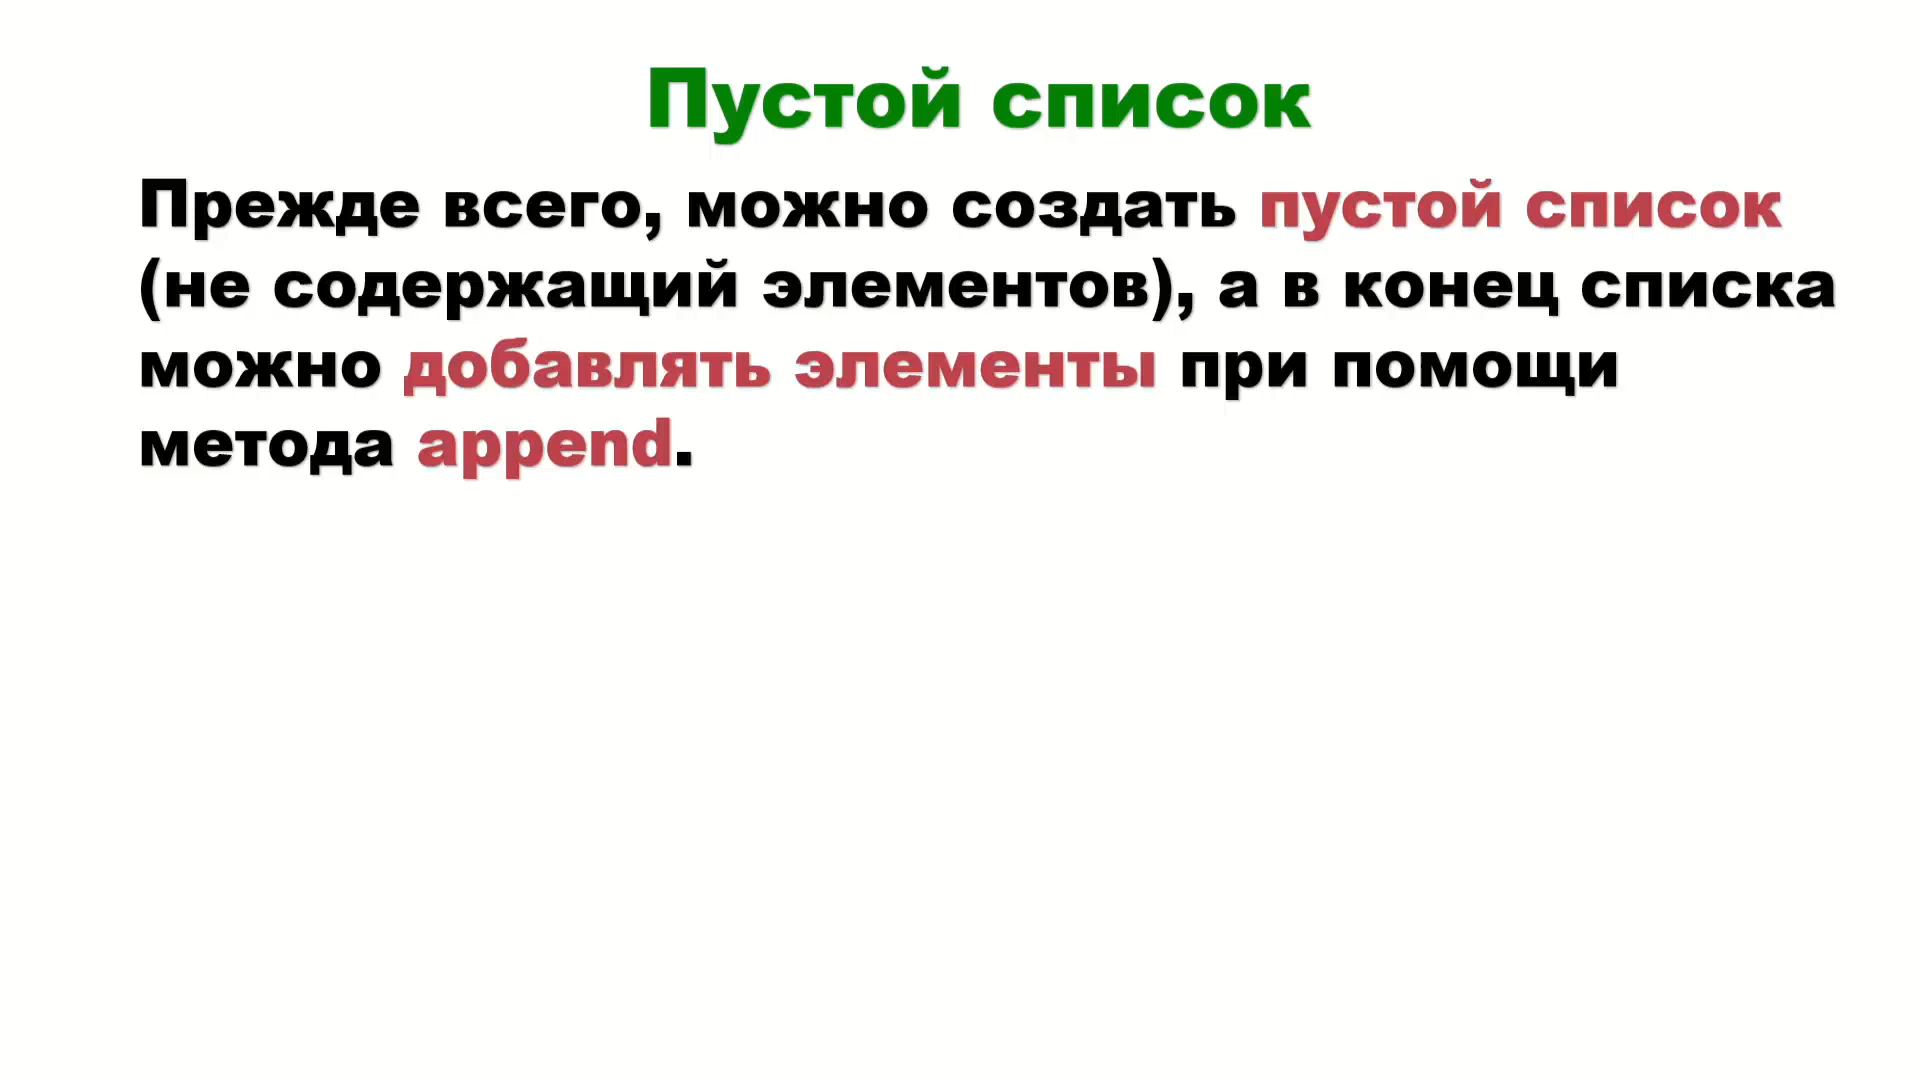 Пустой список
Прежде всего, можно создать пустой список
(не содержащий элементов), а в конец списка
можно добавлять элементы при помощи
метода append.